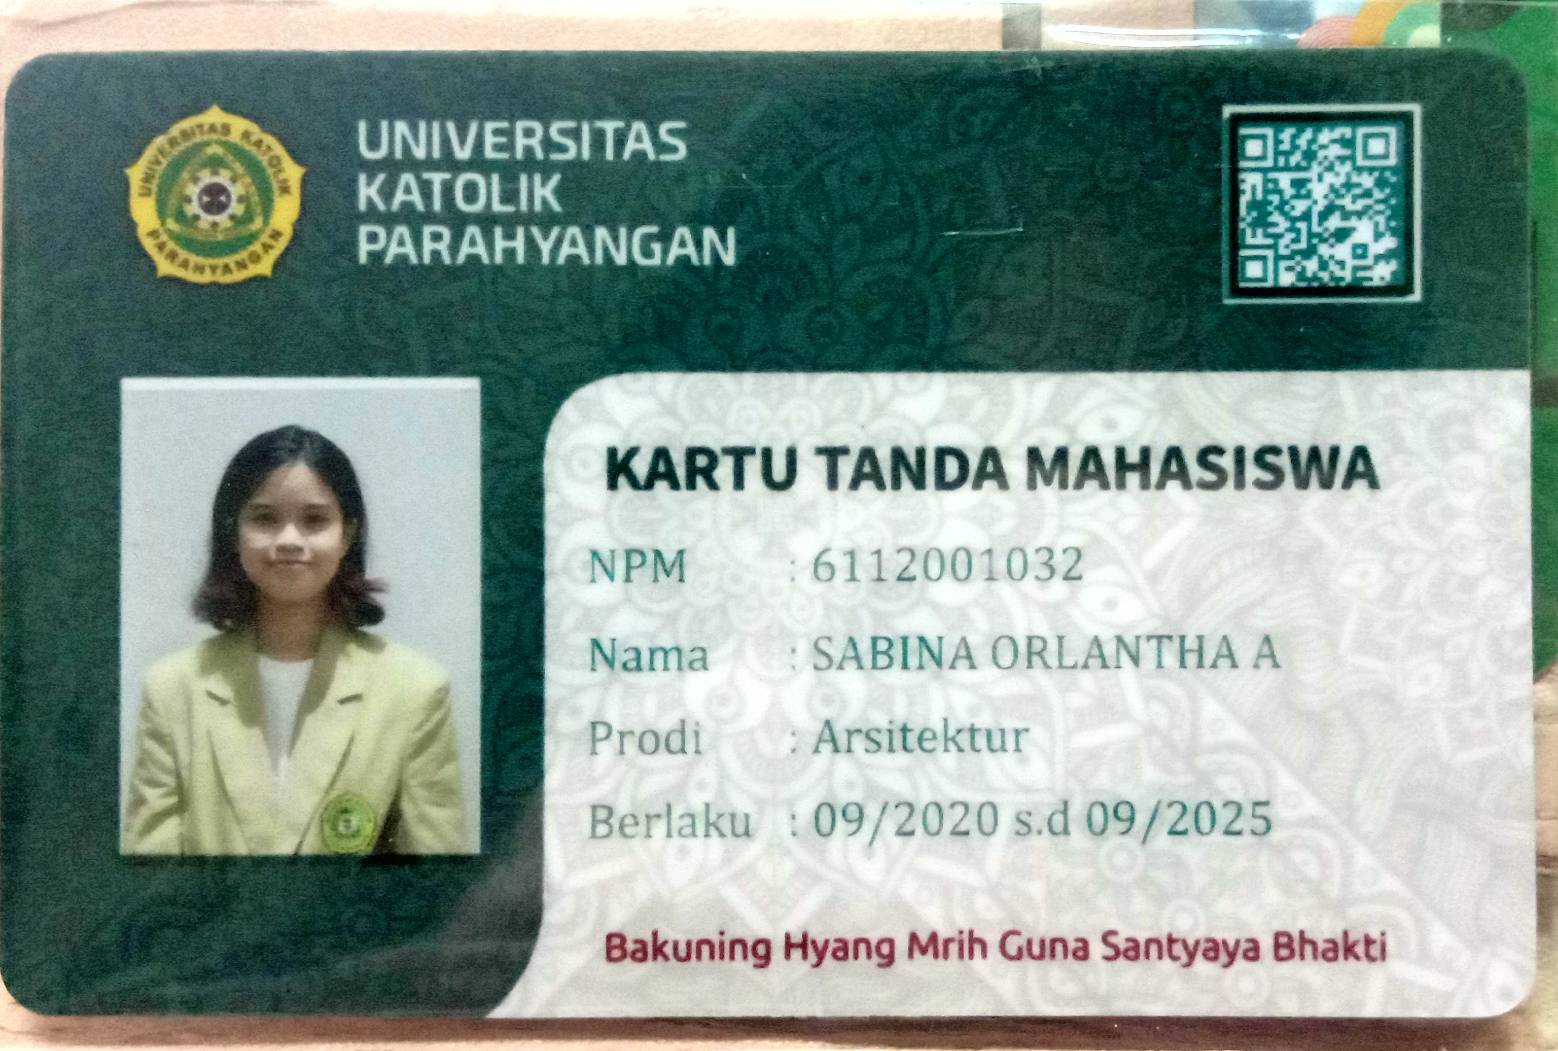 UNIVERSITAS KATOLIK
PARAHYANGAN
UNIVERSITAS
KATOLIK
PARAHYANGAN
KARTU TANDA MAHASISWA
NPM : 6112001032
Nama : SABINA ORLANTHA A
Prodi : Arsitektur
Berlaku : 09/2020 s.d 09/2025
Bakuning Hyang Mrih Guna Santyaya Bhakti